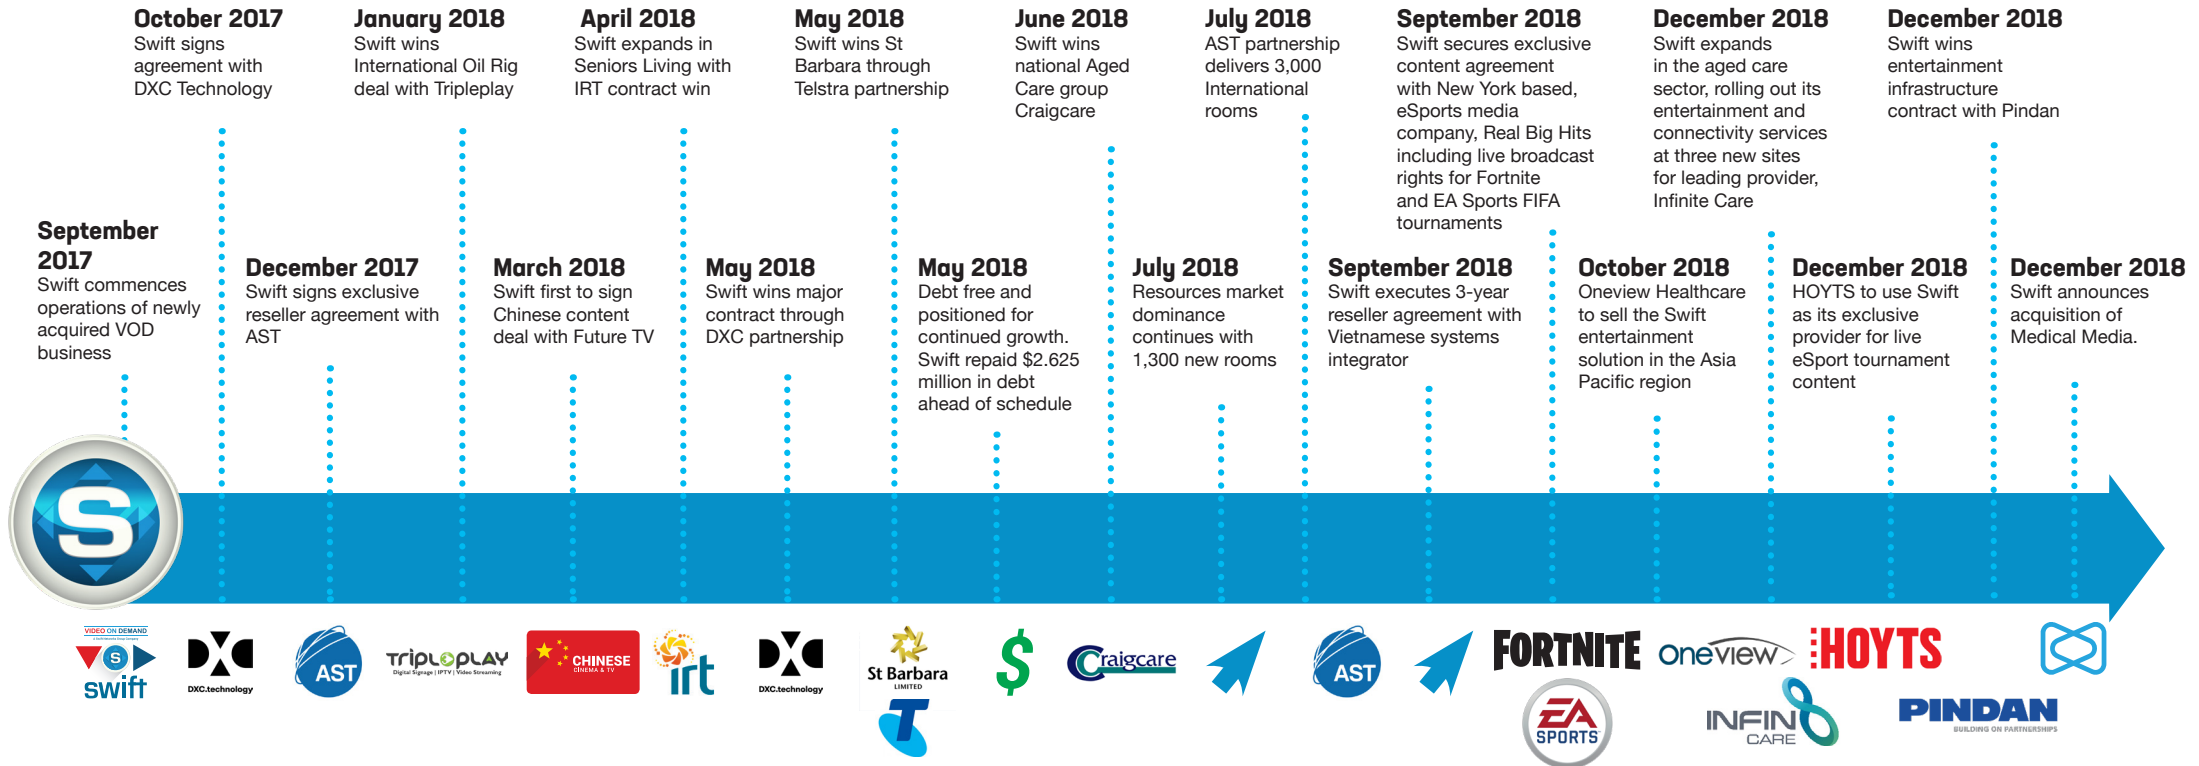 October 2017
Swift signs
agreement with
DXC Technology
January 2018
Swift wins
International Oil Rig
deal with Tripleplay
April 2018
Swift expands in
Seniors Living with
IRT contract win
May 2018
Swift wins St
Barbara through
Telstra partnership
June 2018
Swift wins
national Aged
Care group
Craigcare
July 2018
AST partnership
delivers 3,000
International
rooms
September 2018
Swift secures exclusive
content agreement
with New York based,
eSports media
company, Real Big Hits
including live broadcast
rights for Fortnite
and EA Sports FIFA
tournaments
December 2018
Swift expands
in the aged care
sector, rolling out its
entertainment and
connectivity services
at three new sites
for leading provider,
Infinite Care
December 2018
Swift wins
entertainment
infrastructure
contract with Pindan
September
2017
Swift commences
operations of newly
acquired VOD
business
December 2017
Swift signs exclusive
reseller agreement with
AST
March 2018
Swift first to sign
Chinese content
deal with Future TV
May 2018
Swift wins major
contract through
DXC partnership
May 2018
Debt free and
positioned for
continued growth.
Swift repaid $2.625
million in debt
ahead of schedule
July 2018
Resources market
dominance
continues with
1,300 new rooms
September 2018
Swift executes 3-year
reseller agreement with
Vietnamese systems
integrator
October 2018
Oneview Healthcare
to sell the Swift
entertainment
solution in the Asia
Pacific region
December 2018
HOYTS to use Swift
as its exclusive
provider for live
eSport tournament
content
December 2018
Swift announces
acquisition of
Medical Media.
S
VIDEO ON DEMAND
S
swift
DXC.technology
AST
TRIPLEPLAY
Digital Signage | IPTV | Video Streaming
CHINESE
CINEMA & TV
irt
DXC.technology
St Barbara
LIMITED
T
$
Craigcare
AST
FORTNITE
EA
SPORTS
oneview
INFIN8
CARE
HOYTS
PINDAN
BUILDING ON PARTNERSHIPS